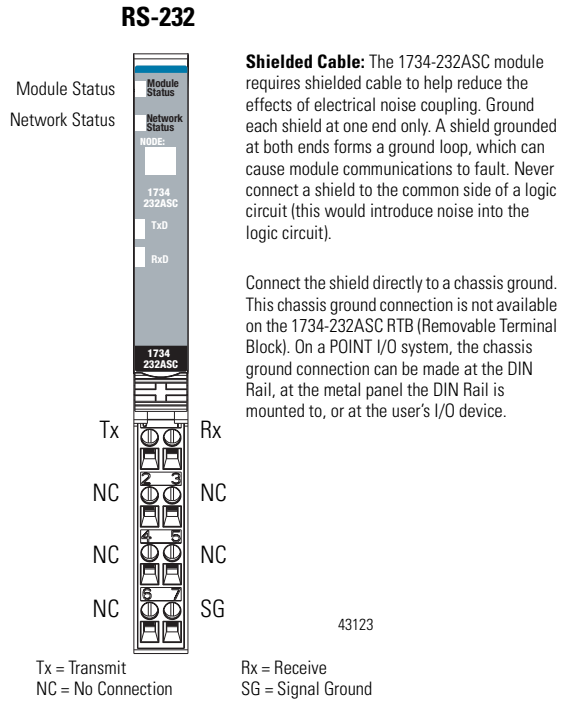 RS-232
Module Status
Network Status
Module
Status
Network
Status
NODE:
1734
232ASC
TxD
RxD
1734
232ASC
Tx
Rx
2 3
NC
NC
4 5
NC
NC
6 7
NC
SG
Shielded Cable: The 1734-232ASC module
requires shielded cable to help reduce the
effects of electrical noise coupling. Ground
each shield at one end only. A shield grounded
at both ends forms a ground loop, which can
cause module communications to fault. Never
connect a shield to the common side of a logic
circuit (this would introduce noise into the
logic circuit).
Connect the shield directly to a chassis ground.
This chassis ground connection is not available
on the 1734-232ASC RTB (Removable Terminal
Block). On a POINT I/O system, the chassis
ground connection can be made at the DIN
Rail, at the metal panel the DIN Rail is
mounted to, or at the user’s I/O device.
43123
Tx = Transmit
Rx = Receive
NC = No Connection
SG = Signal Ground